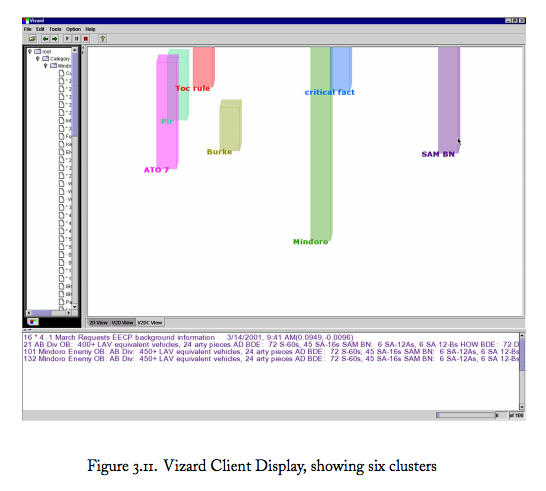 Vizard
File Edit Tools Option Help
root
Category
Mindo
Toc rule
critical fact
Pir
Burke
SAM BN
ATO 7
Mindoro
2D View V2D View V2DC View
16 * 4. 1 March Requests EECP background information 3/14/2001, 9:41 AM(0.0949, -0.0096)
21 AB Div OB: 400+ LAV equivalent vehicles, 24 arty pieces AD BDE: 72 S-60s, 45 SA-16s SAM BN: 6 SA-12As, 6 SA 12-Bs HOW BDE: 72 D
101 Mindoro Enemy OB: AB Div: 450+ LAV equivalent vehicles, 24 arty pieces AD BDE: 72 S-60s, 45 SA-16s SAM BN: 6 SA-12As, 6 SA 12-Bs
132 Mindoro Enemy OB: AB Div: 450+ LAV equivalent vehicles, 24 arty pieces AD BDE: 72 S-60s, 45 SA-16s SAM BN: 6 SA-12As, 6 SA 12-Bs
of 100
Figure 3.11. Vizard Client Display, showing six clusters